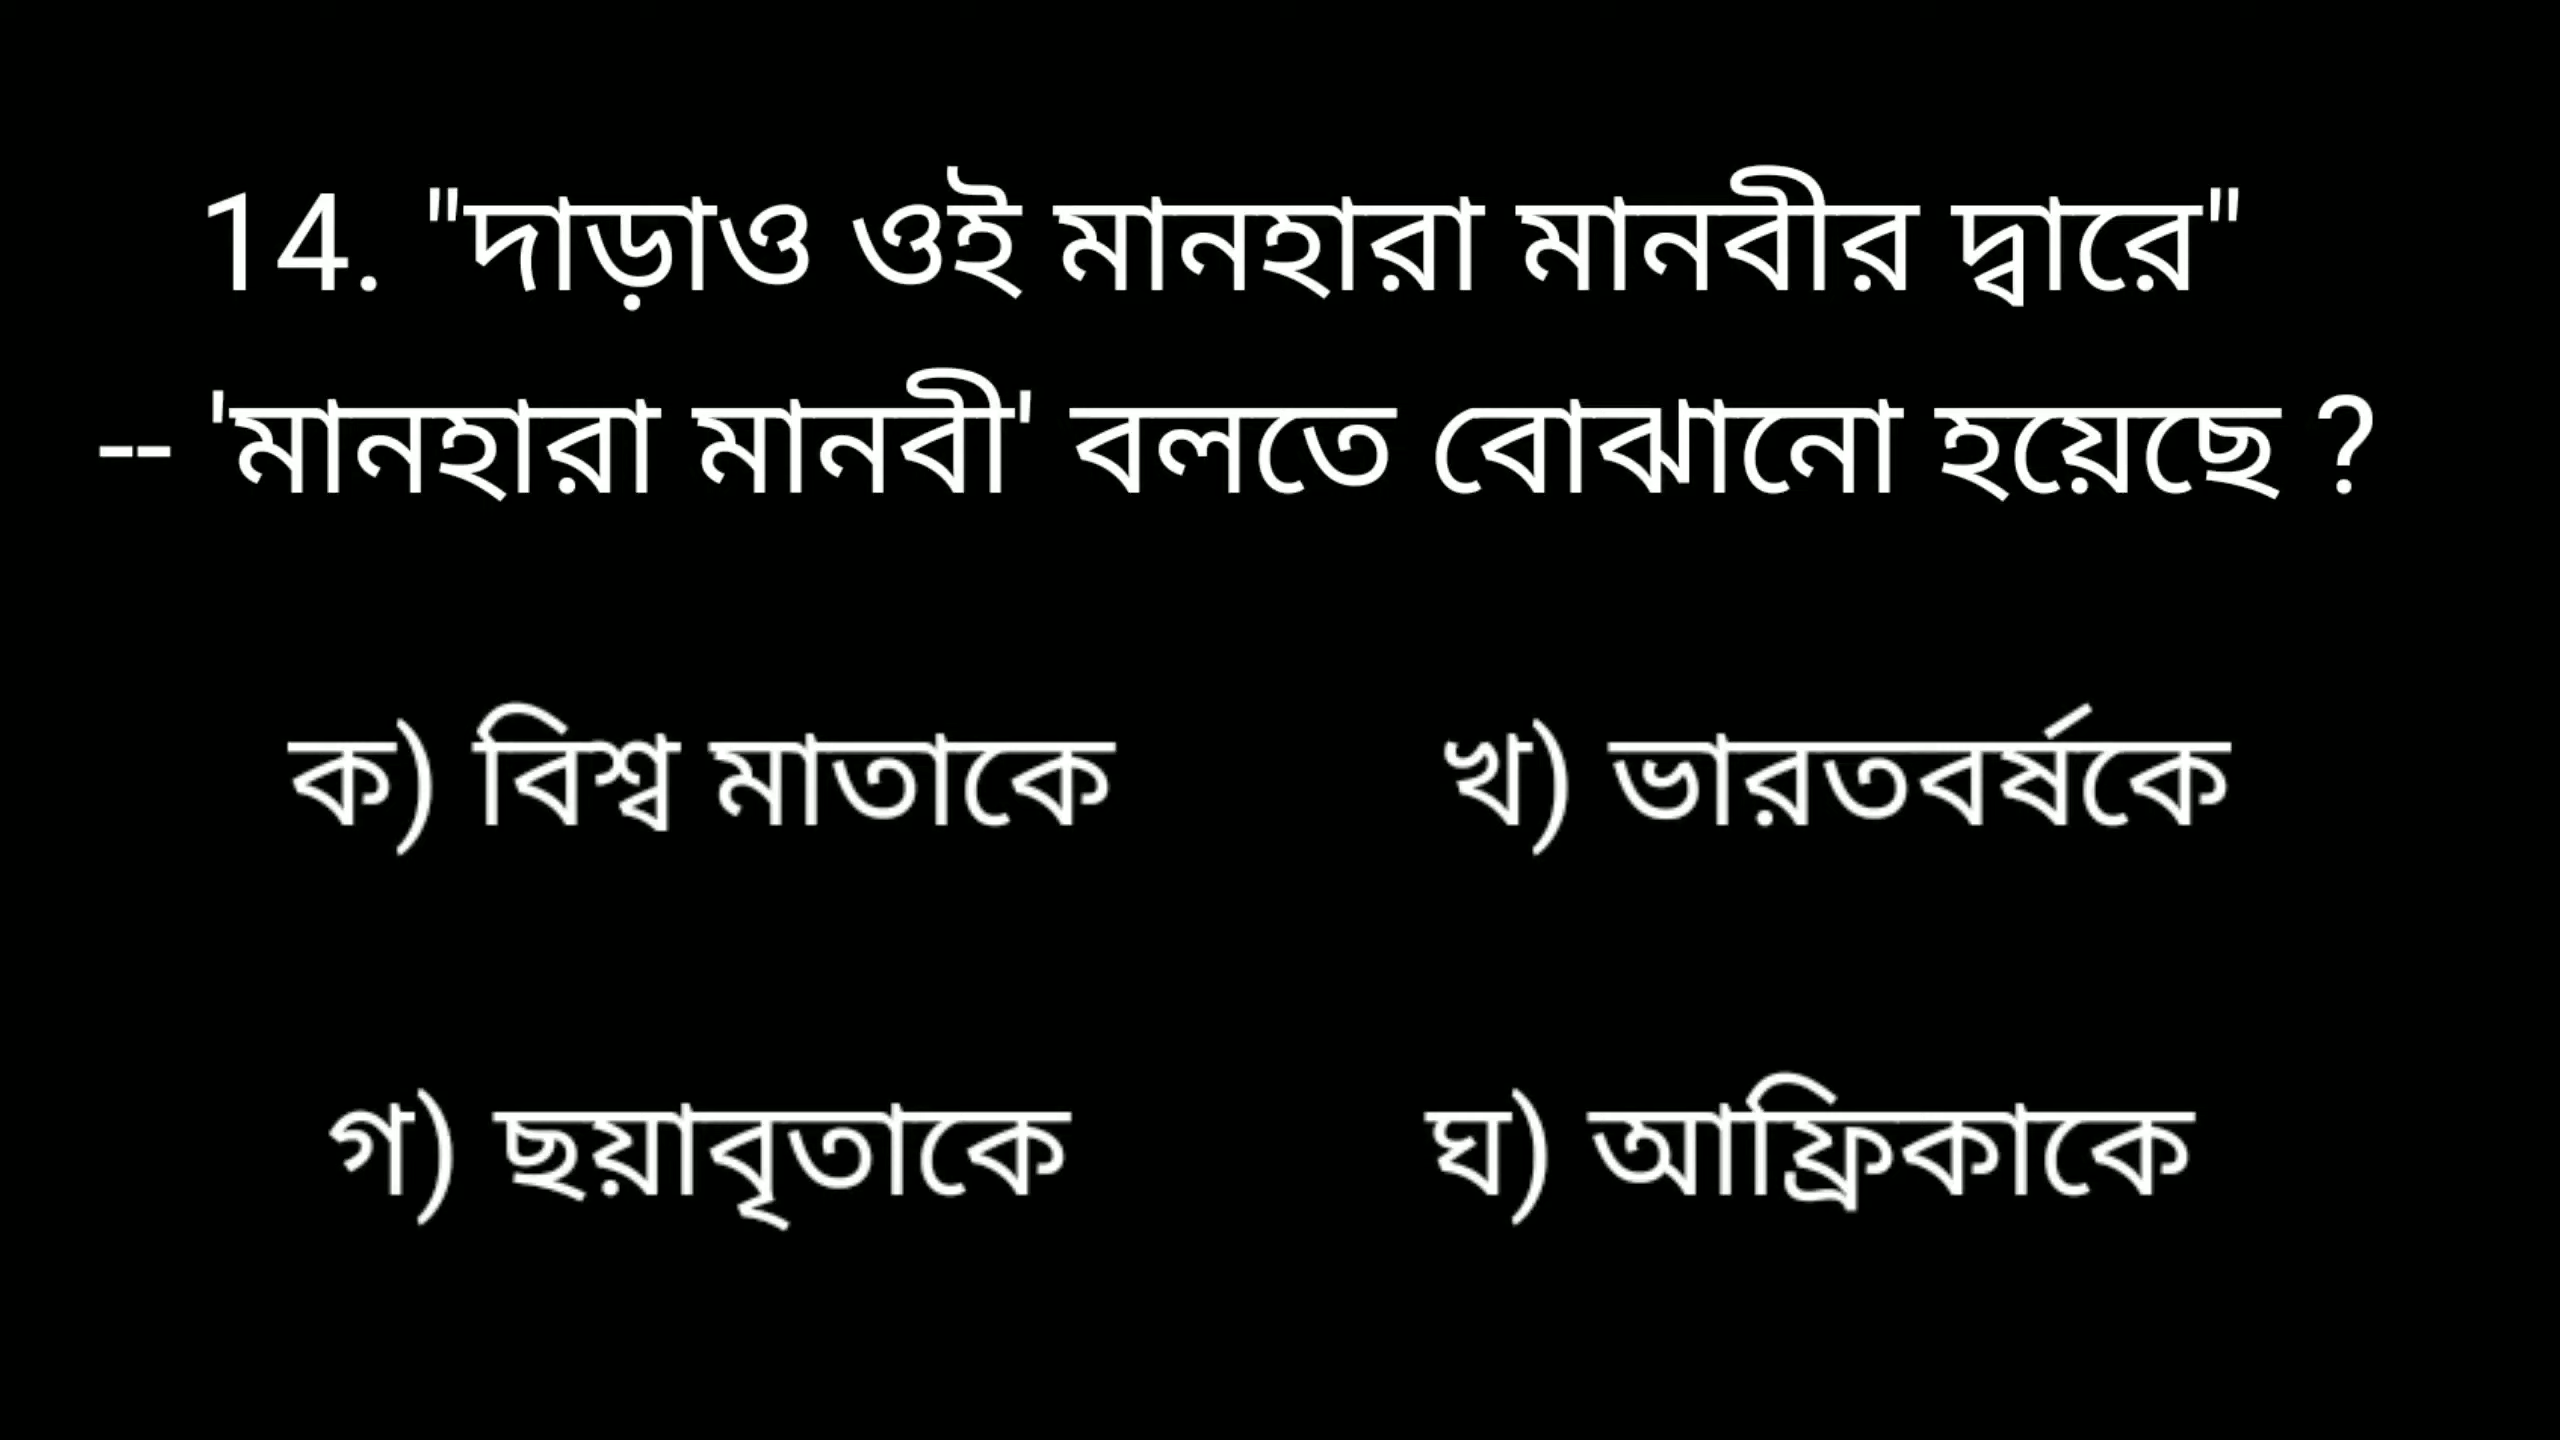 14. "দাড়াও ওই মানহারা মানবীর দ্বারে"
-- 'মানহারা মানবী' বলতে বোঝানো হয়েছে ?
ক) বিশ্ব মাতাকে খ) ভারতবর্ষকে
গ) ছয়াবৃতাকে ঘ) আফ্রিকাকে